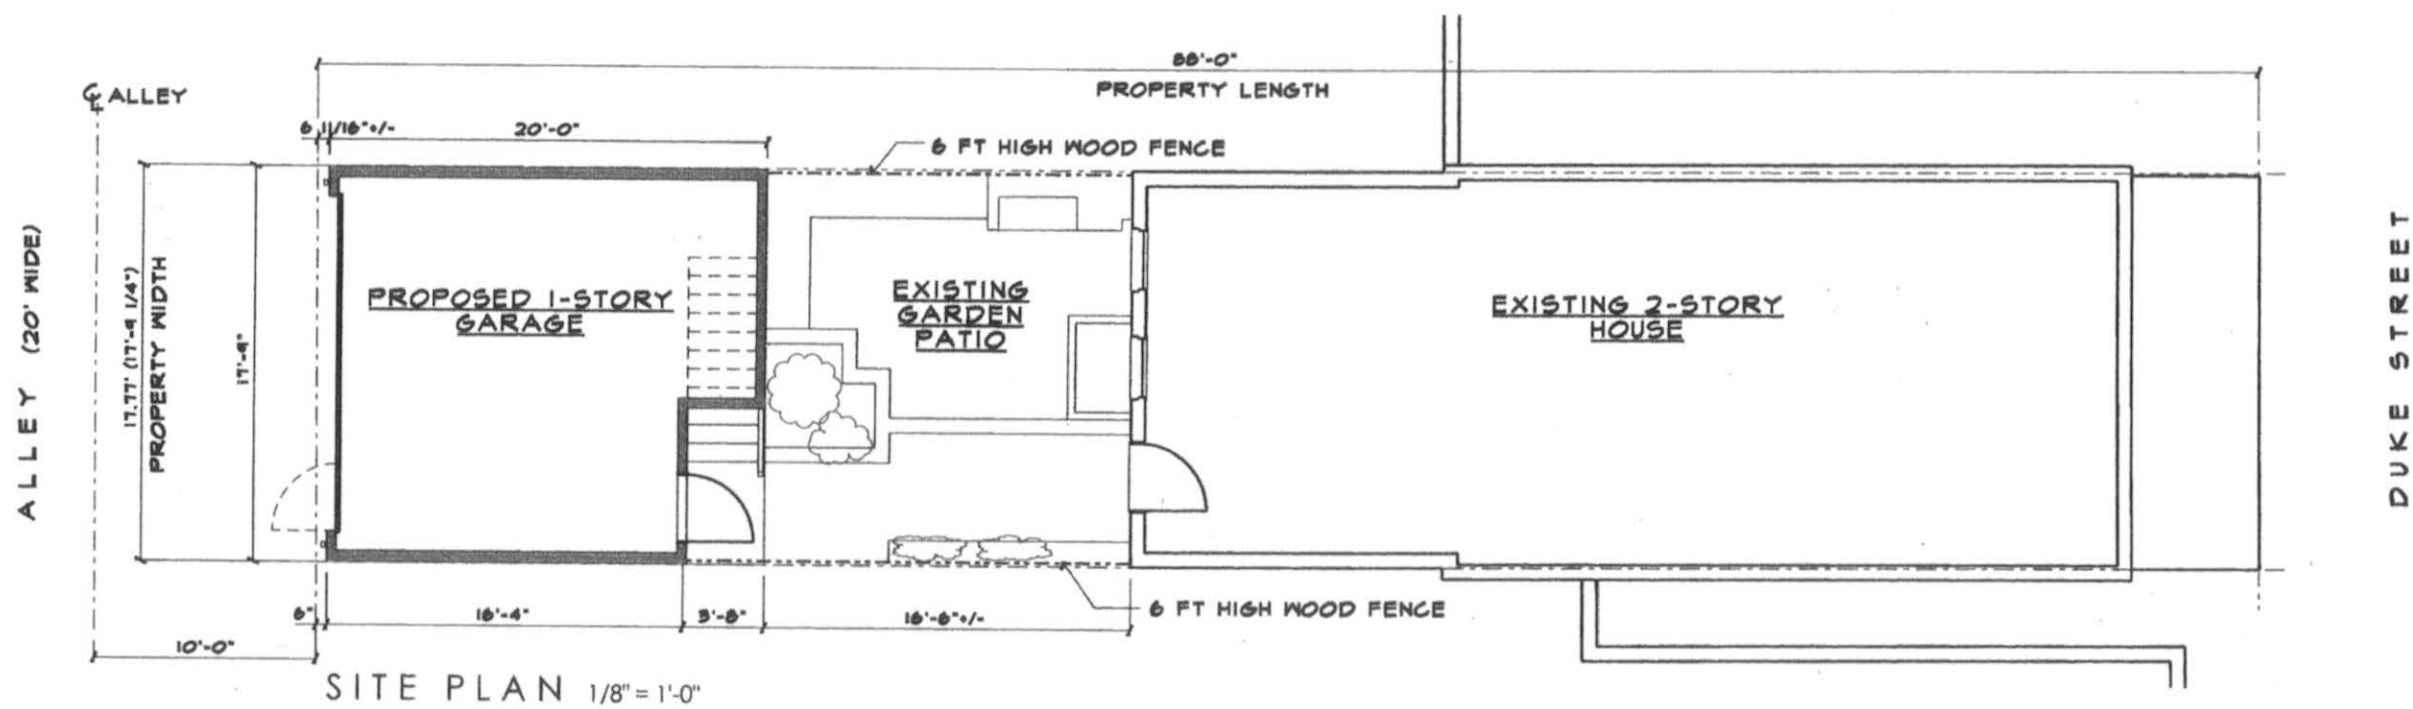 88'-0"
PROPERTY LENGTH
℄ ALLEY
6 11/16"+/-
20'-0"
6 FT HIGH WOOD FENCE
ALLEY (20' WIDE)
17.77' (17'-9 1/4")
PROPERTY WIDTH
17'-9"
PROPOSED 1-STORY
GARAGE
EXISTING
GARDEN
PATIO
EXISTING 2-STORY
HOUSE
DUKE STREET
6"
16'-4"
3'-8"
16'-6"+/-
6 FT HIGH WOOD FENCE
10'-0"
SITE PLAN 1/8" = 1'-0"